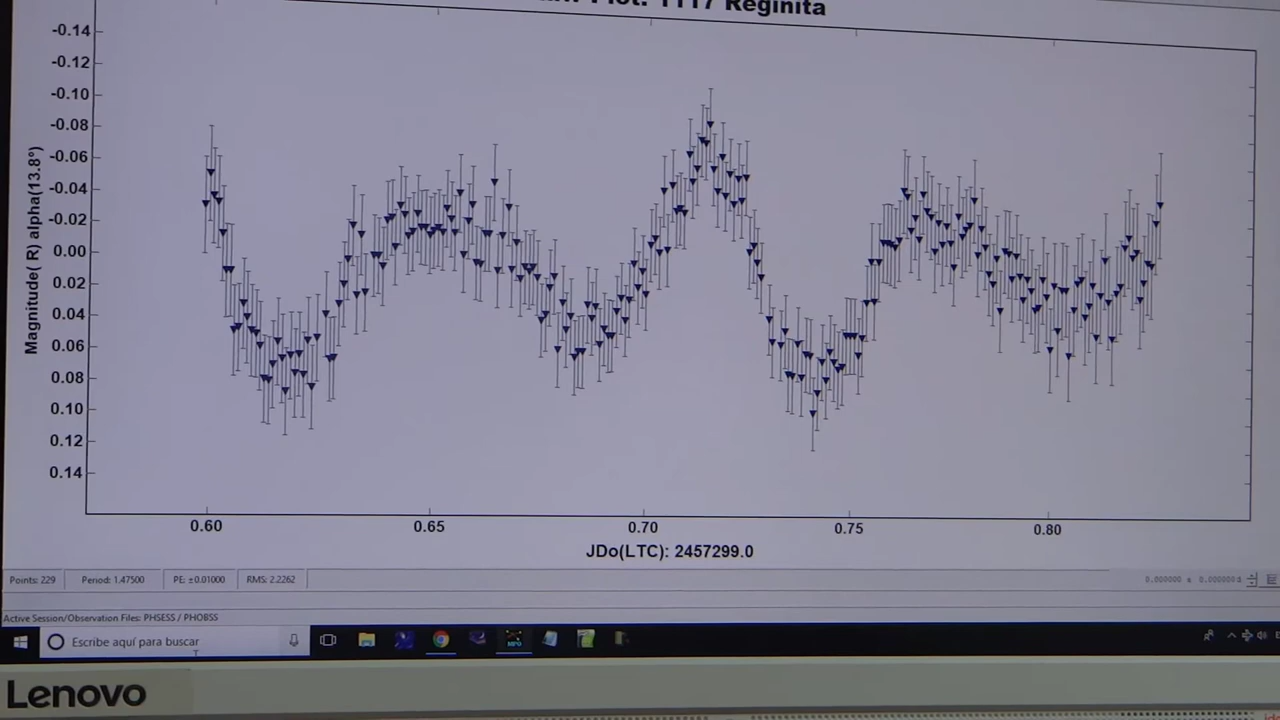 Plot: 1117 Reginita
-0.14
-0.12
-0.10
-0.08
-0.06
-0.04
-0.02
0.00
0.02
0.04
0.06
0.08
0.10
0.12
0.14
Magnitude( R) alpha(13.8°)
0.60 0.65 0.70 0.75 0.80
JDo(LTC): 2457299.0
Points: 229 Period: 1.47500 PE: ±0.01000 RMS: 2.2262
Active Session/Observation Files: PHSESS / PHOBSS
Escribe aquí para buscar
Lenovo